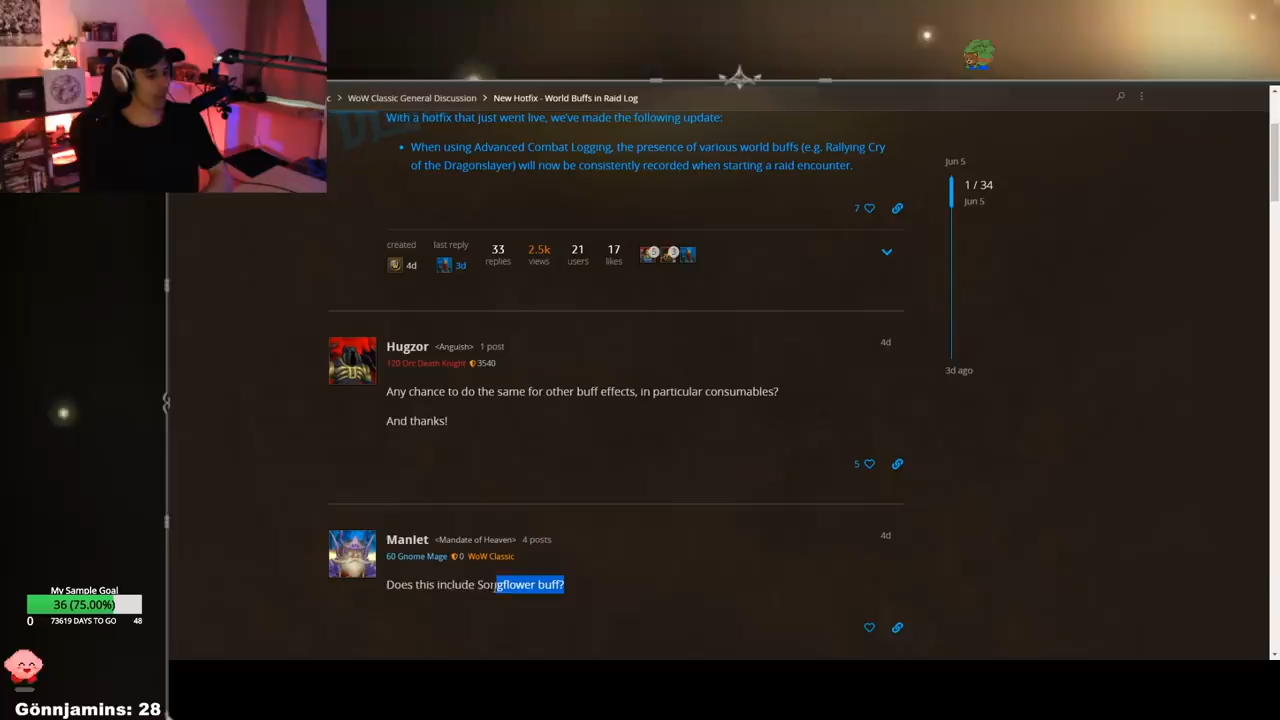 c > WoW Classic General Discussion > New Hotfix - World Buffs in Raid Log
With a hotfix that just went live, we've made the following update:
• When using Advanced Combat Logging, the presence of various world buffs (e.g. Rallying Cry
of the Dragonslayer) will now be consistently recorded when starting a raid encounter.
Jun 5
1 / 34
Jun 5
7
created last reply 33 2.5k 21 17
4d 3d replies views users likes
5 3
Hugzor <Anguish> 1 post 4d
120 Orc Death Knight 3540
3d ago
Any chance to do the same for other buff effects, in particular consumables?
And thanks!
5
Manlet <Mandate of Heaven> 4 posts 4d
60 Gnome Mage 0 WoW Classic
Does this include Songflower buff?
My Sample Goal
36 (75.00%)
0 73619 DAYS TO GO 48
Gönnjamins: 28